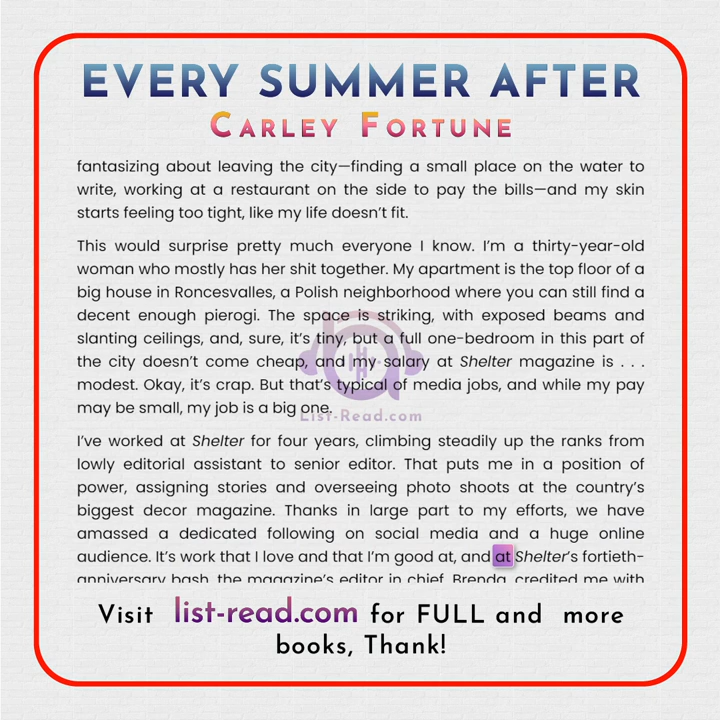 EVERY SUMMER AFTER
CARLEY FORTUNE
fantasizing about leaving the city—finding a small place on the water to
write, working at a restaurant on the side to pay the bills—and my skin
starts feeling too tight, like my life doesn't fit.
This would surprise pretty much everyone I know. I'm a thirty-year-old
woman who mostly has her shit together. My apartment is the top floor of a
big house in Roncesvalles, a Polish neighborhood where you can still find a
decent enough pierogi. The space is striking, with exposed beams and
slanting ceilings, and, sure, it's tiny, but a full one-bedroom in this part of
the city doesn't come cheap, and my salary at Shelter magazine is . . .
modest. Okay, it's crap. But that's typical of media jobs, and while my pay
may be small, my job is a big one.
List-Read.com
I've worked at Shelter for four years, climbing steadily up the ranks from
lowly editorial assistant to senior editor. That puts me in a position of
power, assigning stories and overseeing photo shoots at the country's
biggest decor magazine. Thanks in large part to my efforts, we have
amassed a dedicated following on social media and a huge online
audience. It's work that I love and that I'm good at, and at Shelter's fortieth-
anniversary bash, the magazine's editor in chief, Brenda, credited me with
Visit list-read.com for FULL and more
books, Thank!